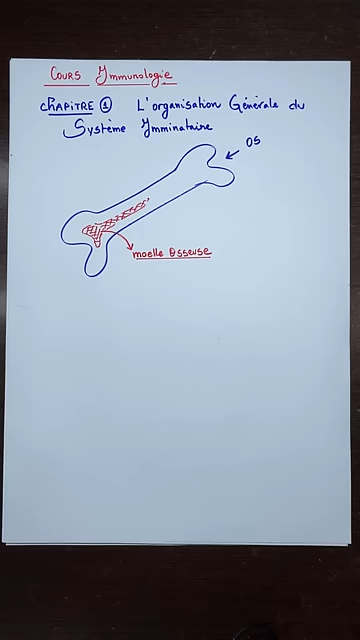 Cours Immunologie
CHAPITRE ① L'organisation Générale du
Système Imminataire
OS
moelle Osseuse